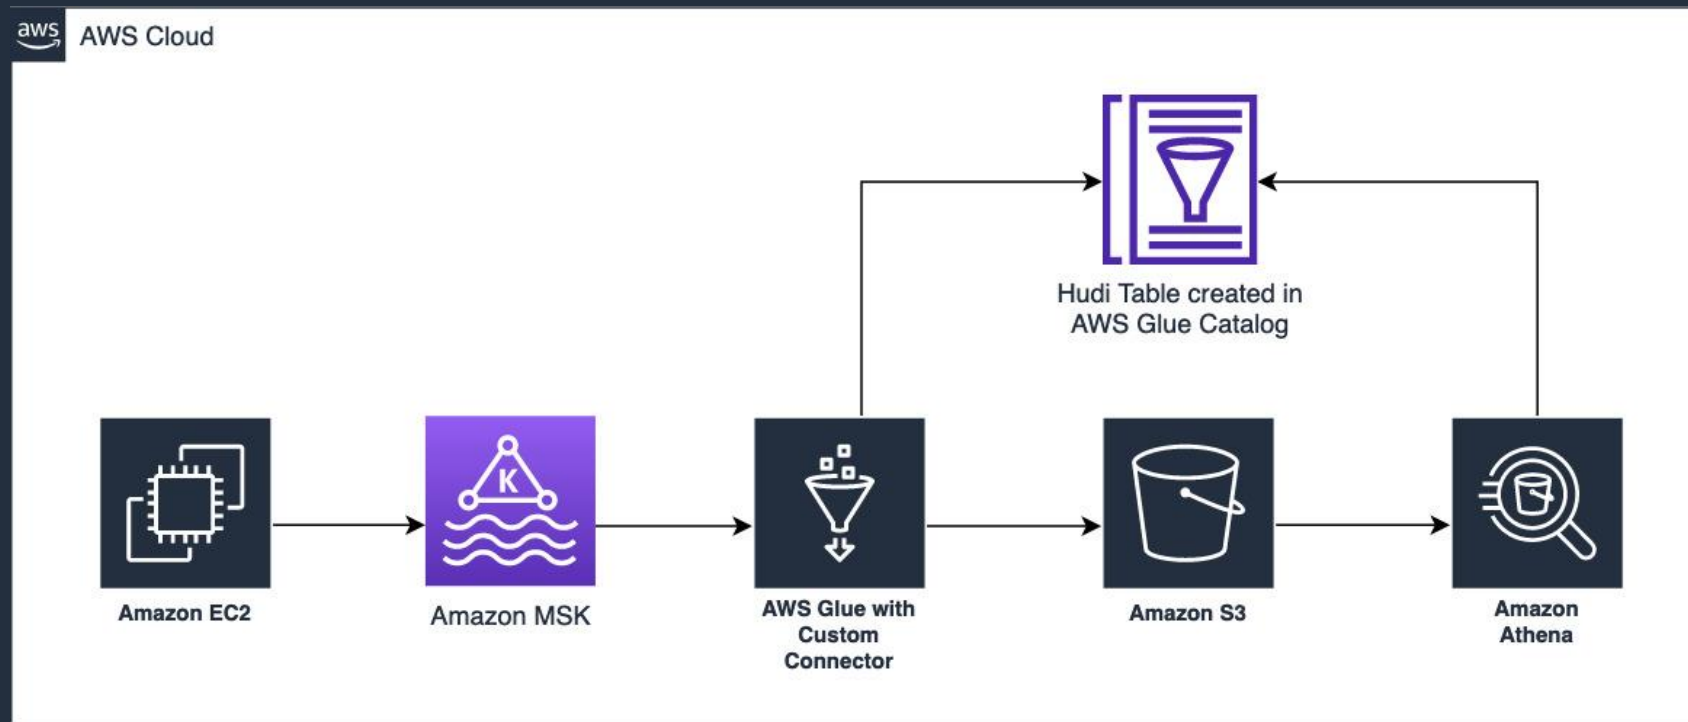 aws
AWS Cloud
Hudi Table created in
AWS Glue Catalog
K
Amazon EC2
Amazon MSK
AWS Glue with
Custom
Connector
Amazon S3
Amazon
Athena